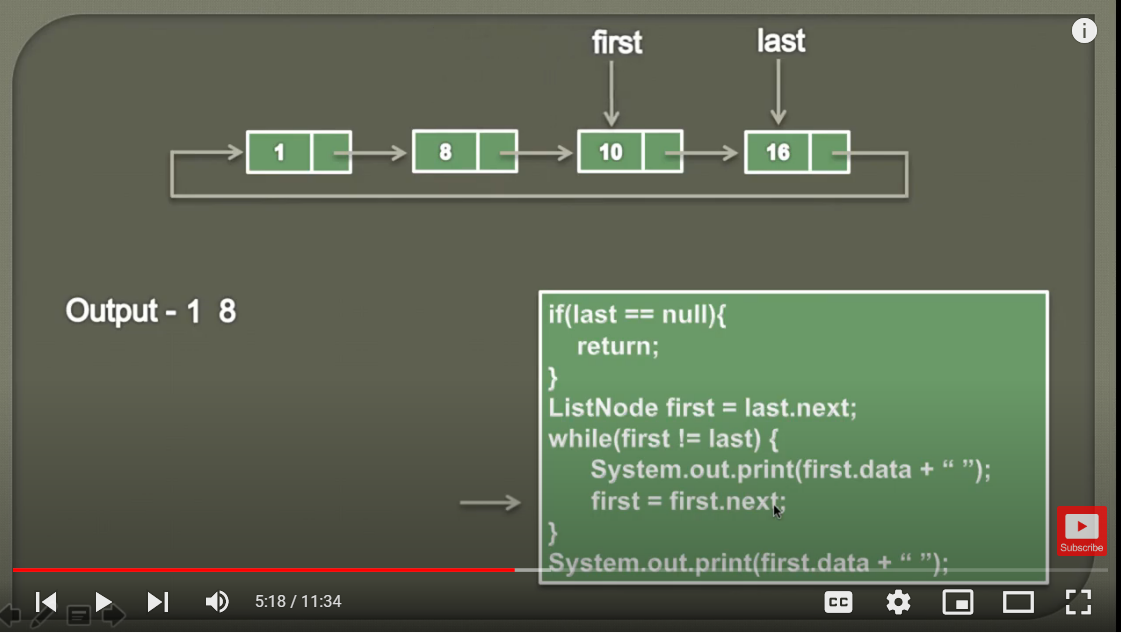 first last
1 8 10 16
Output - 1 8
if(last == null){
return;
}
ListNode first = last.next;
while(first != last) {
System.out.print(first.data + “ ”);
first = first.next;
}
System.out.print(first.data + “ ”);
Subscribe
5:18 / 11:34
CC